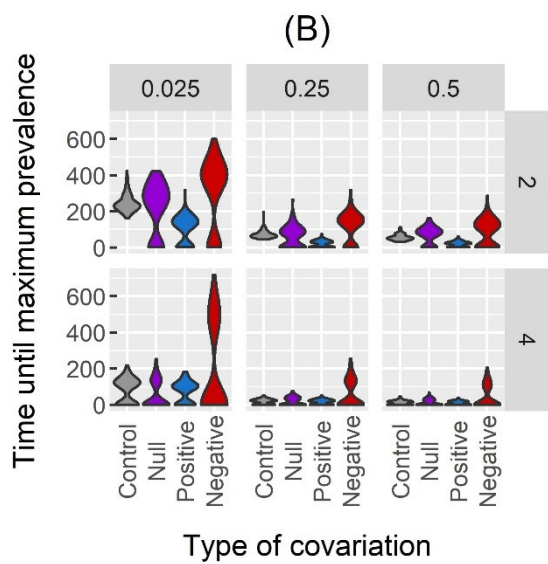 (B)
0.025 0.25 0.5
Time until maximum prevalence
600
400
200
0
2
600
400
200
0
4
Control Null Positive Negative Control Null Positive Negative Control Null Positive Negative
Type of covariation